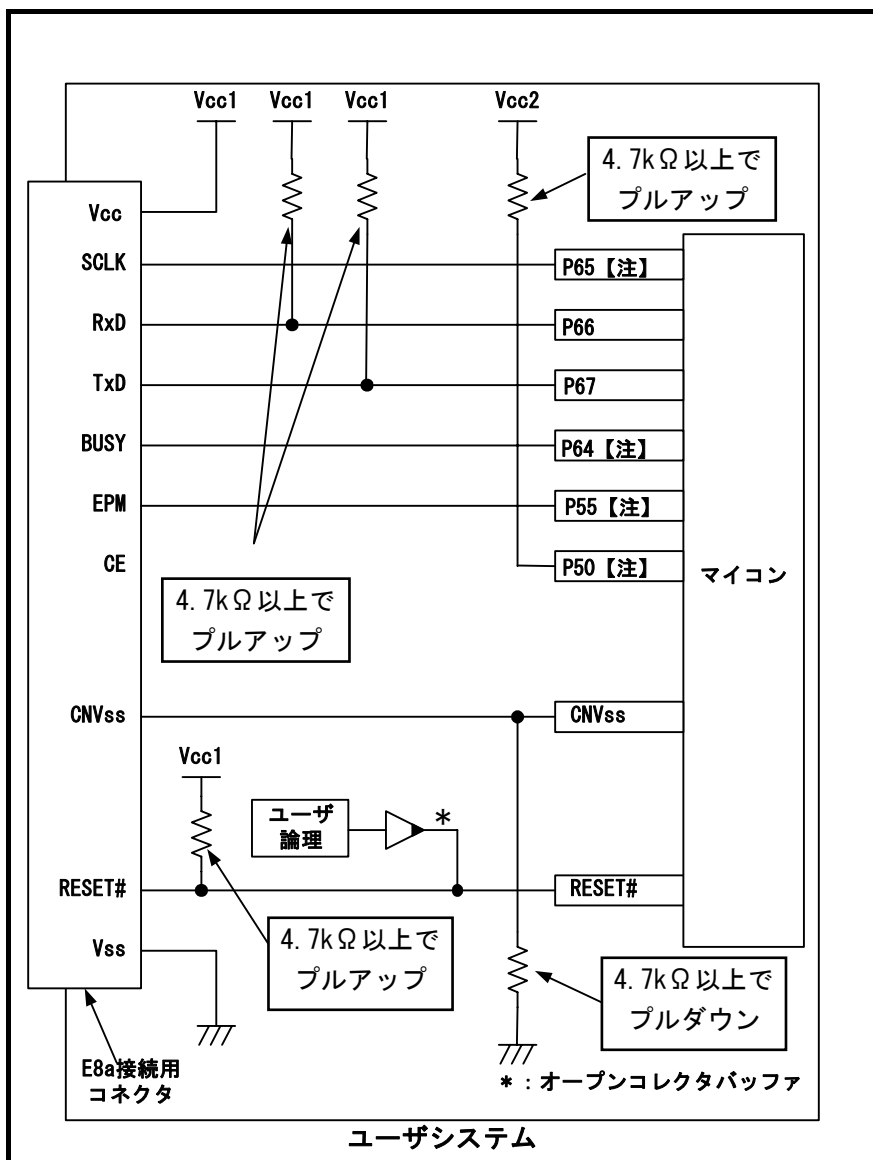 Vcc1 Vcc1 Vcc1 Vcc2
4.7kΩ以上で
プルアップ
Vcc
SCLK P65【注】
RxD P66
TxD P67
BUSY P64【注】
EPM P55【注】
CE P50【注】
マイコン
4.7kΩ以上で
プルアップ
CNVss CNVss
Vcc1
ユーザ
論理
*
RESET# RESET#
4.7kΩ以上で
プルアップ
Vss
4.7kΩ以上で
プルダウン
E8a接続用
コネクタ
*:オープンコレクタバッファ
ユーザシステム